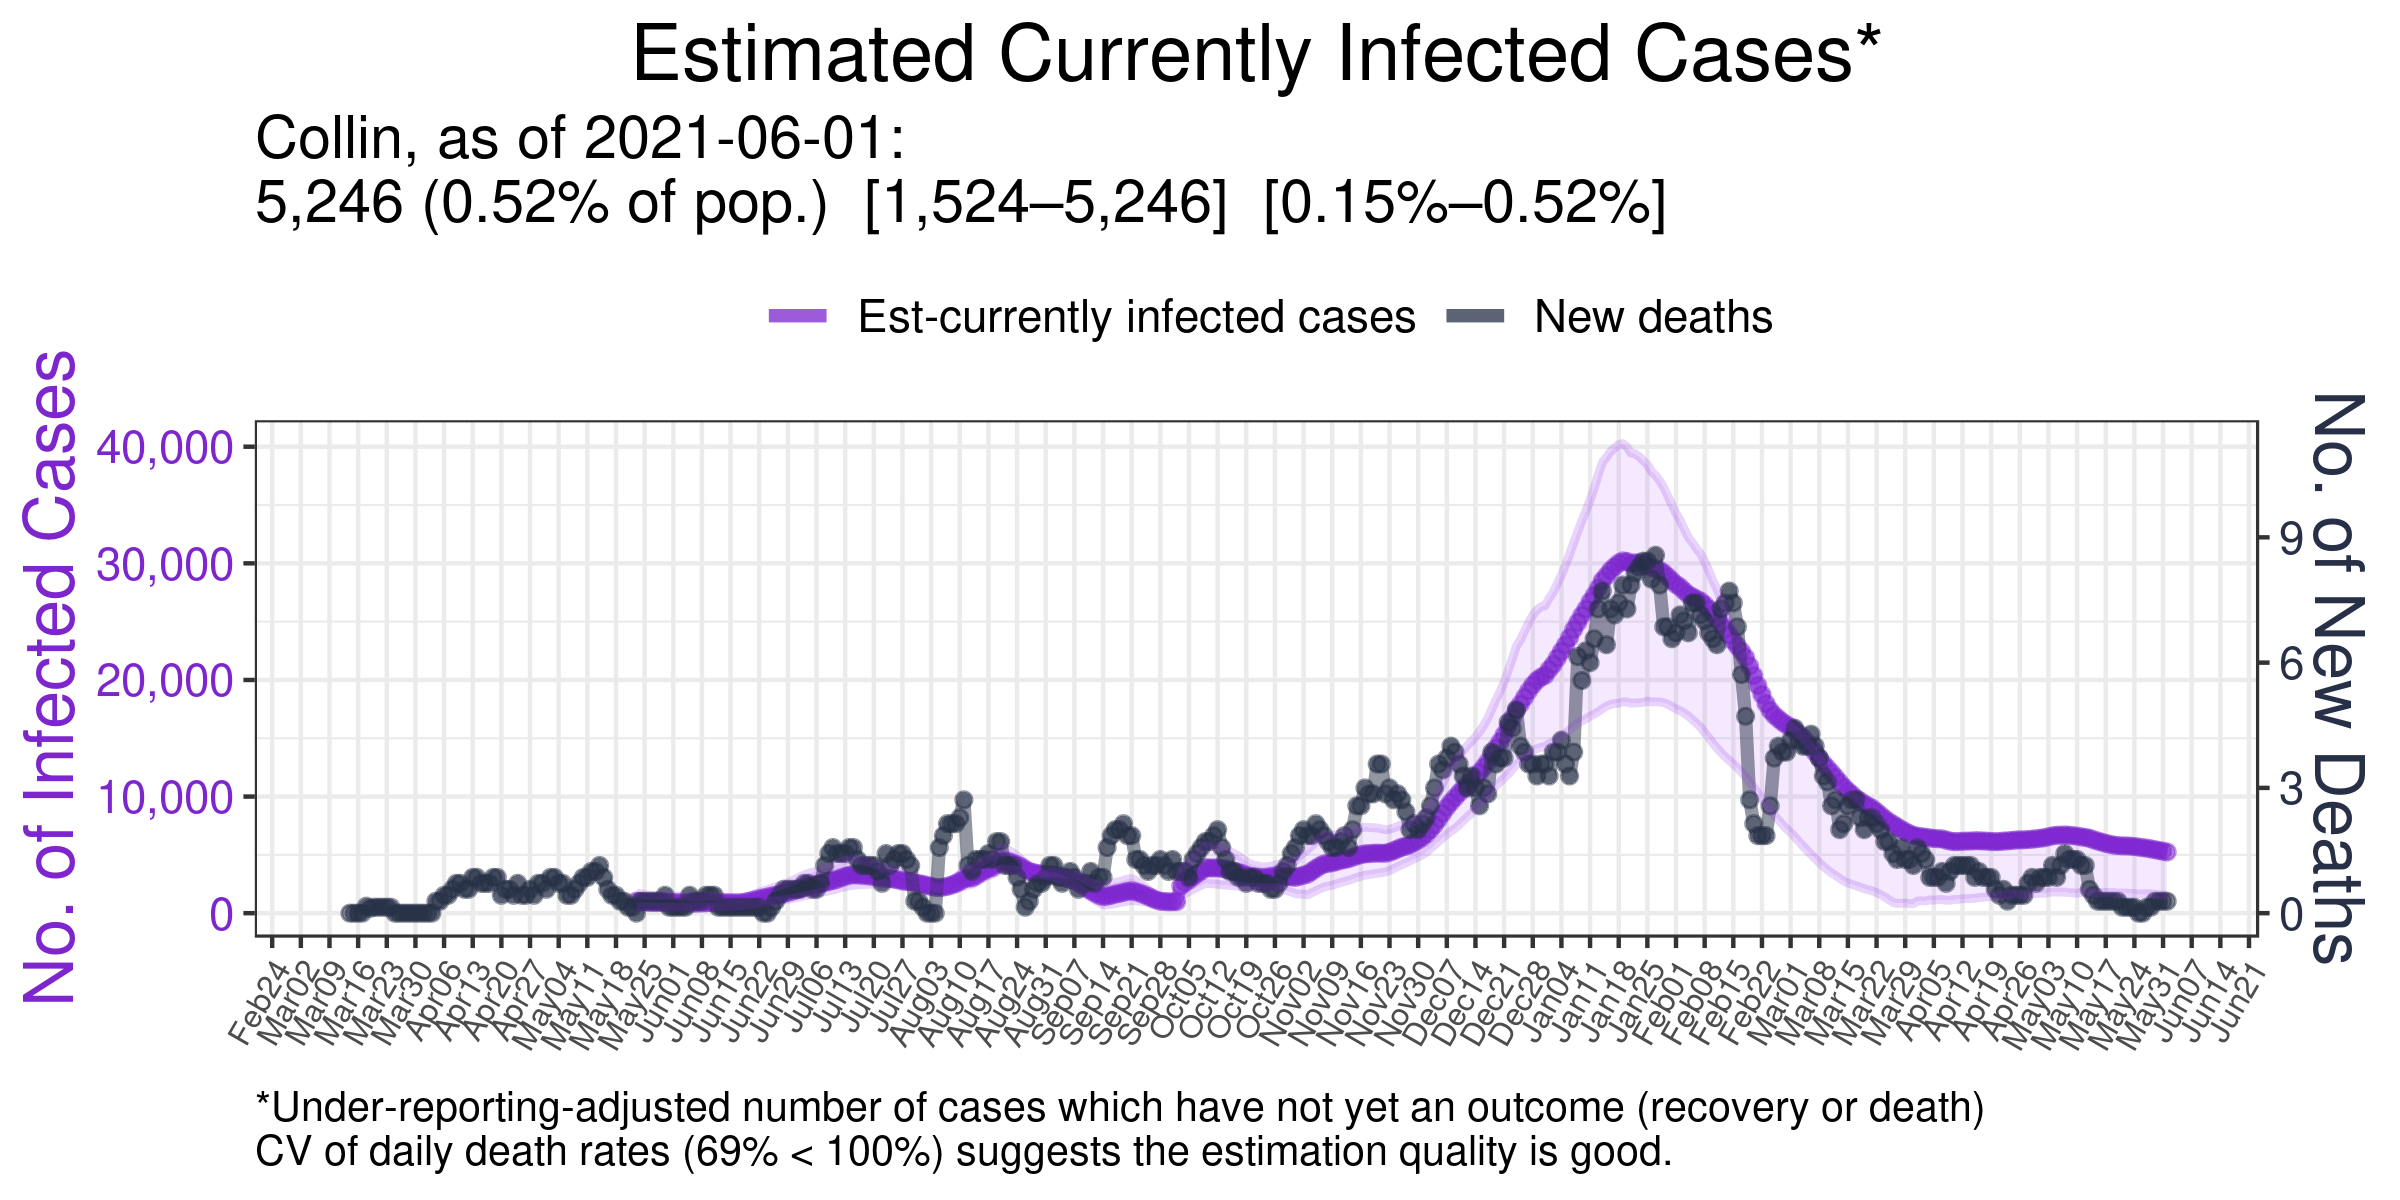 Estimated Currently Infected Cases*
Collin, as of 2021-06-01:
5,246 (0.52% of pop.) [1,524–5,246] [0.15%–0.52%]
Est-currently infected cases New deaths
No. of Infected Cases
40,000
30,000
20,000
10,000
0
No. of New Deaths
9
6
3
0
Feb24 Mar02 Mar09 Mar16 Mar23 Mar30 Apr06 Apr13 Apr20 Apr27 May04 May11 May18 May25 Jun01 Jun08 Jun15 Jun22 Jun29 Jul06 Jul13 Jul20 Jul27 Aug03 Aug10 Aug17 Aug24 Aug31 Sep07 Sep14 Sep21 Sep28 Oct05 Oct12 Oct19 Oct26 Nov02 Nov09 Nov16 Nov23 Nov30 Dec07 Dec14 Dec21 Dec28 Jan04 Jan11 Jan18 Jan25 Feb01 Feb08 Feb15 Feb22 Mar01 Mar08 Mar15 Mar22 Mar29 Apr05 Apr12 Apr19 Apr26 May03 May10 May17 May24 May31 Jun07 Jun14 Jun21
*Under-reporting-adjusted number of cases which have not yet an outcome (recovery or death)
CV of daily death rates (69% < 100%) suggests the estimation quality is good.